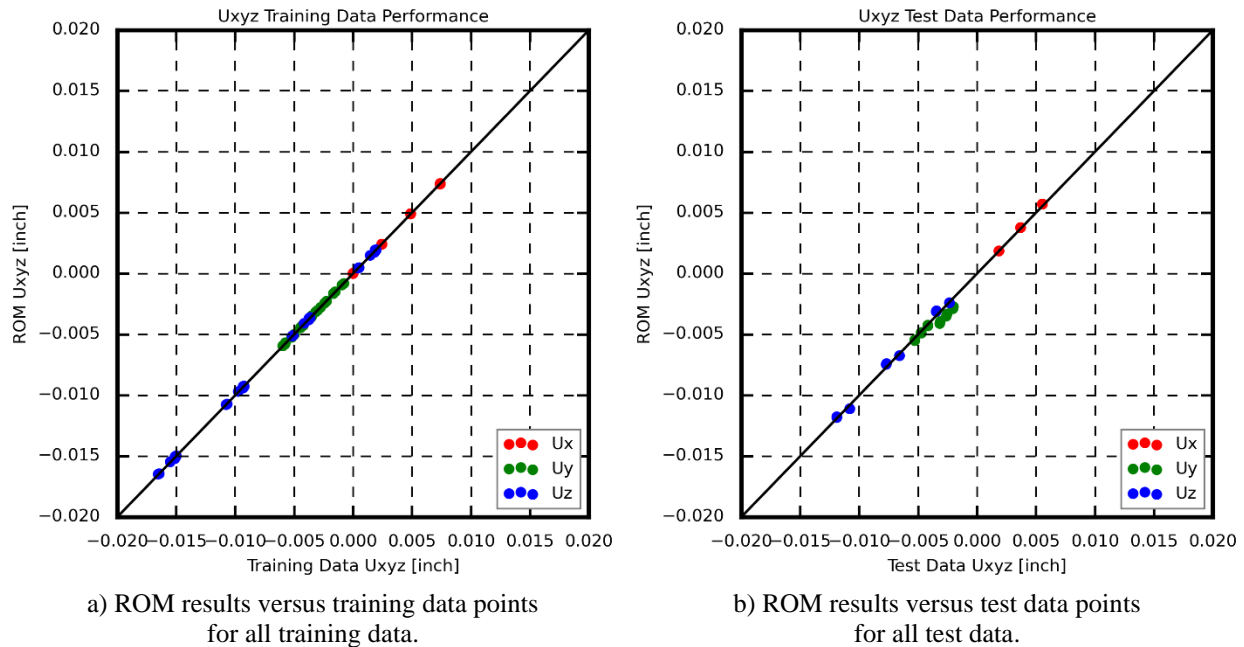 Uxyz Training Data Performance
0.020
0.015
0.010
0.005
0.000
−0.005
−0.010
−0.015
−0.020
ROM Uxyz [inch]
Ux
Uy
Uz
−0.020 −0.015 −0.010 −0.005 0.000 0.005 0.010 0.015 0.020
Training Data Uxyz [inch]
a) ROM results versus training data points
for all training data.
Uxyz Test Data Performance
0.020
0.015
0.010
0.005
0.000
−0.005
−0.010
−0.015
−0.020
ROM Uxyz [inch]
Ux
Uy
Uz
−0.020 −0.015 −0.010 −0.005 0.000 0.005 0.010 0.015 0.020
Test Data Uxyz [inch]
b) ROM results versus test data points
for all test data.